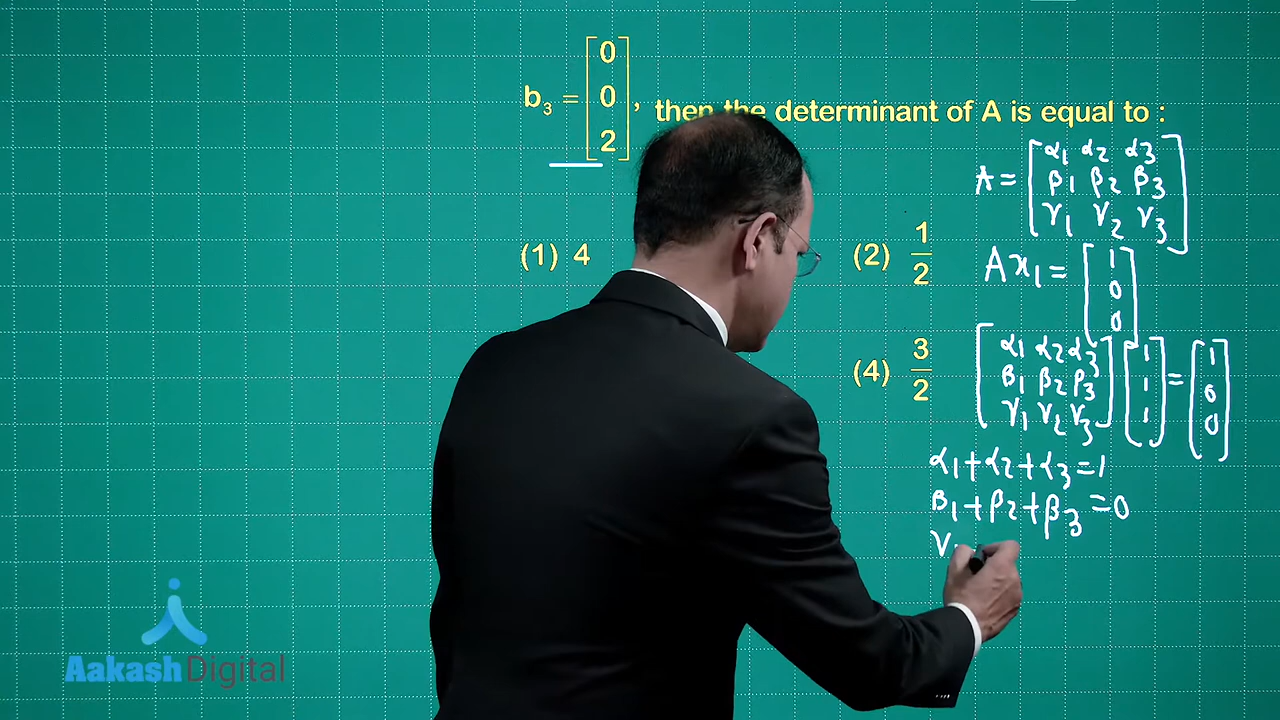 b₃ = [0 0 2], then the determinant of A is equal to :
(1) 4
(2) 1/2
(4) 3/2
A = [α₁ α₂ α₃
β₁ β₂ β₃
γ₁ γ₂ γ₃]
Ax₁ = [1 0 0]
[α₁ α₂ α₃
β₁ β₂ β₃
γ₁ γ₂ γ₃] [1 1 1] = [1 0 0]
α₁+α₂+α₃=1
β₁+β₂+β₃=0
γ
Aakash Digital